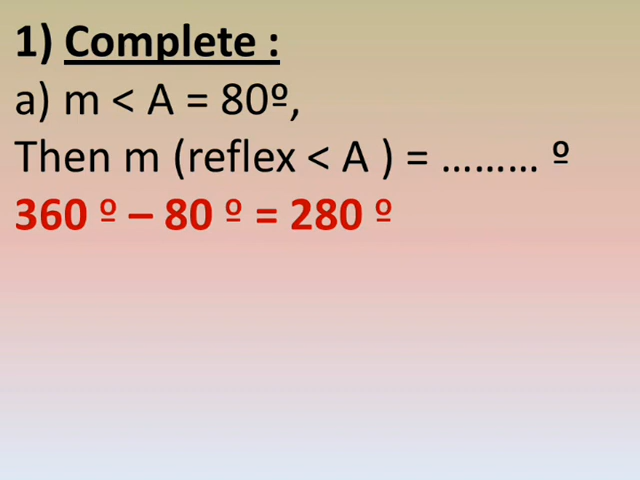 1) Complete :
a) m < A = 80º,
Then m (reflex < A ) = ……… º
360 º – 80 º = 280 º